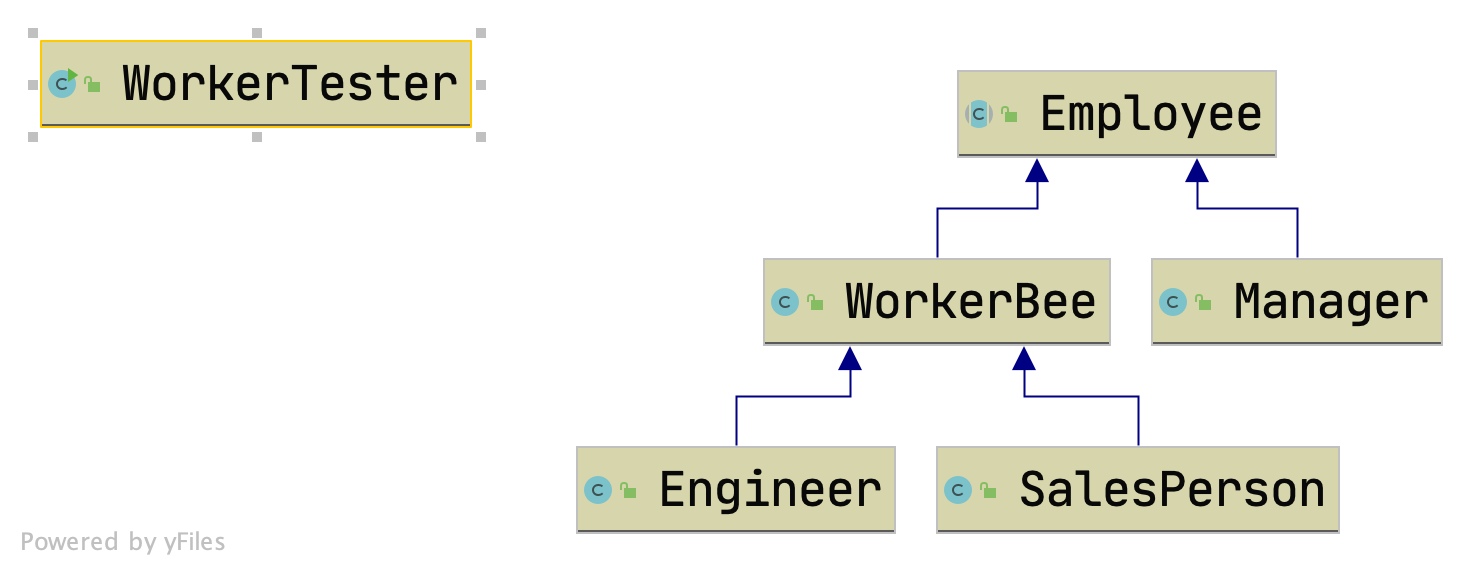 WorkerTester
Employee
WorkerBee
Manager
Engineer
SalesPerson
Powered by yFiles